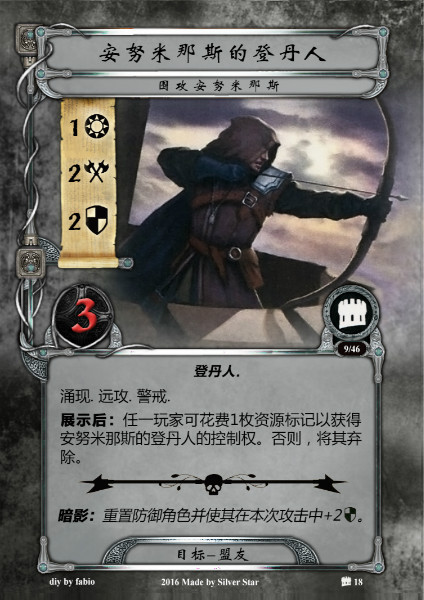 安努米那斯的登丹人
围攻安努米那斯
1
2
2
3
9/46
登丹人.
涌现. 远攻. 警戒.
展示后：任一玩家可花费1枚资源标记以获得
安努米那斯的登丹人的控制权。否则，将其弃
除。
暗影：重置防御角色并使其在本次攻击中+2。
目标–盟友
diy by fabio
2016 Made by Silver Star
18